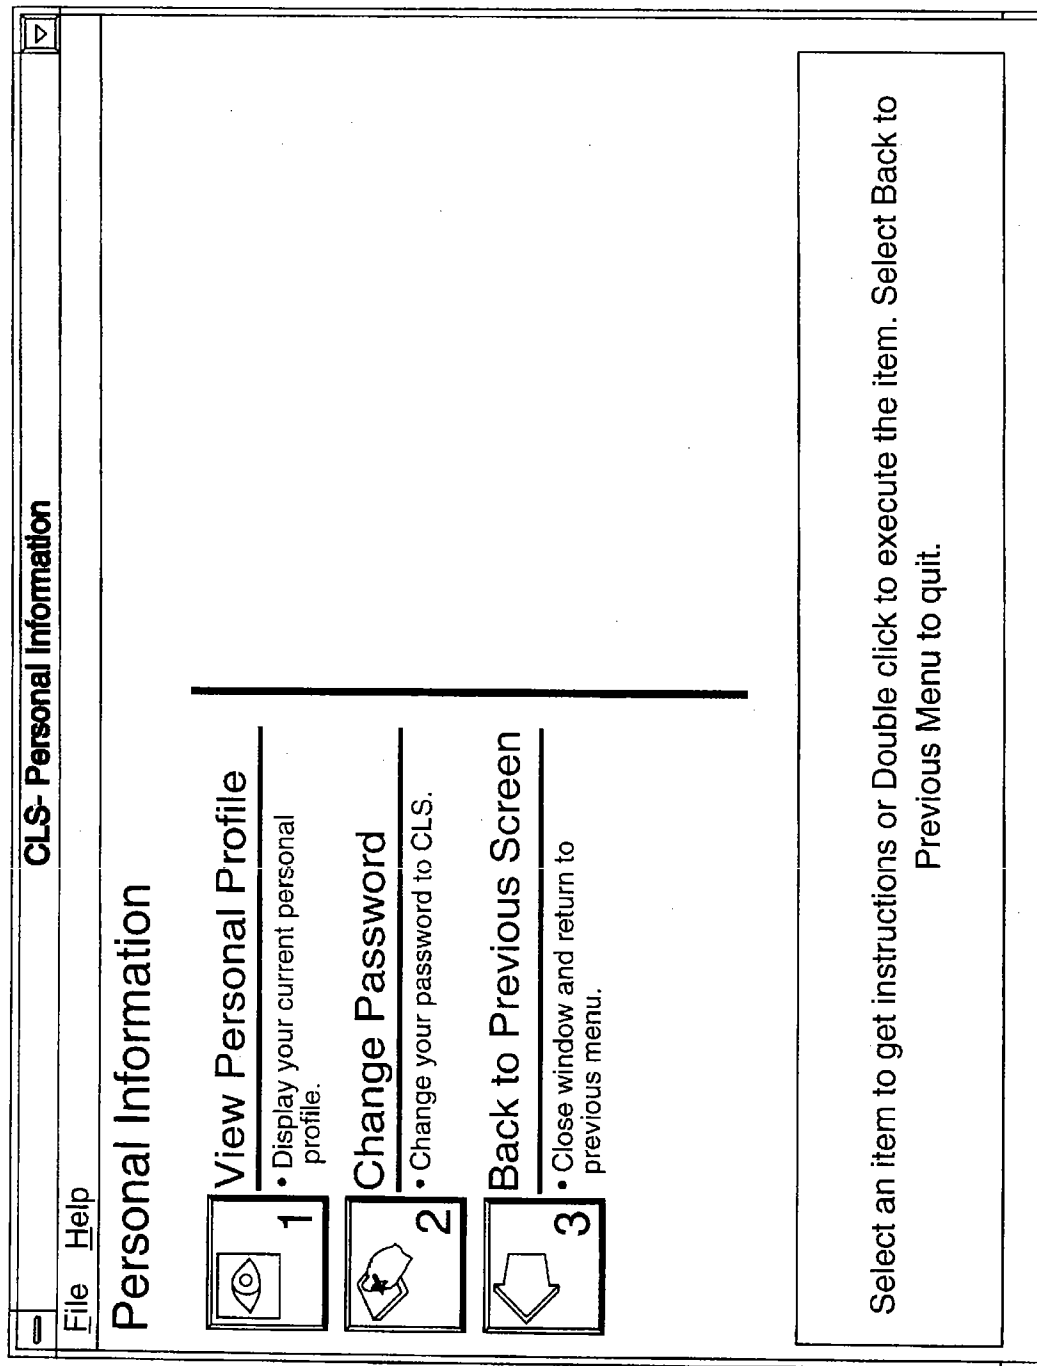 CLS- Personal Information
File Help
Personal Information
1
View Personal Profile
• Display your current personal
profile.
2
Change Password
• Change your password to CLS.
3
Back to Previous Screen
• Close window and return to
previous menu.
Select an item to get instructions or Double click to execute the item. Select Back to
Previous Menu to quit.